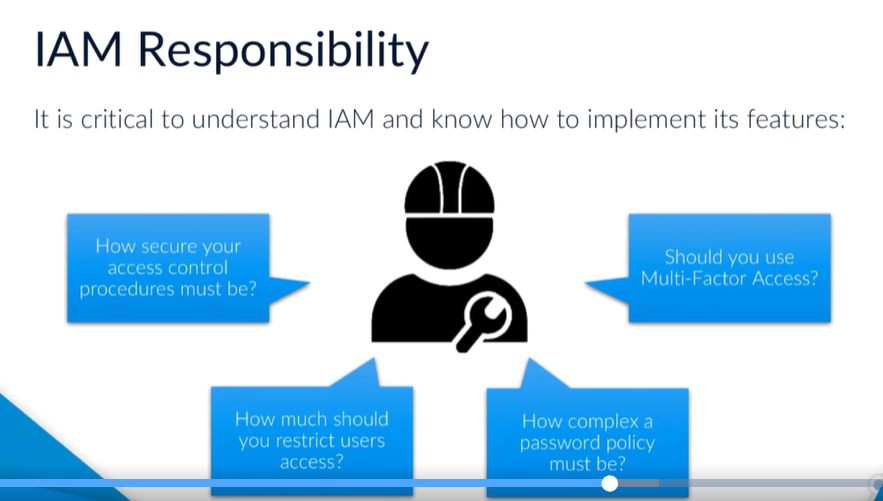 IAM Responsibility
It is critical to understand IAM and know how to implement its features:
How secure your
access control
procedures must be?
Should you use
Multi-Factor Access?
How much should
you restrict users
access?
How complex a
password policy
must be?